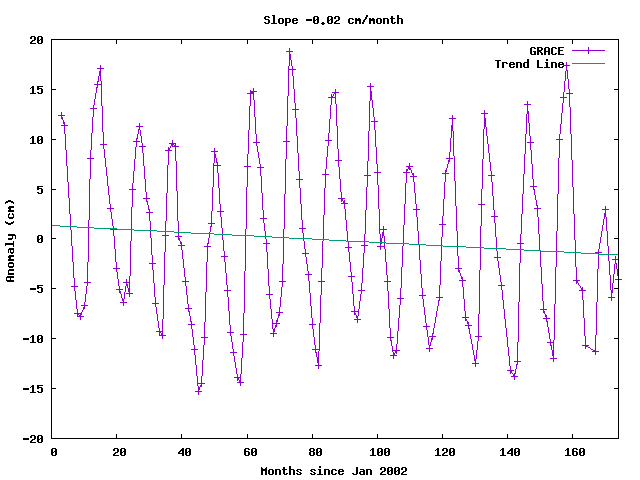 Slope -0.02 cm/month
GRACE
Trend Line
20
15
10
5
0
-5
-10
-15
-20
Anomaly (cm)
0 20 40 60 80 100 120 140 160
Months since Jan 2002